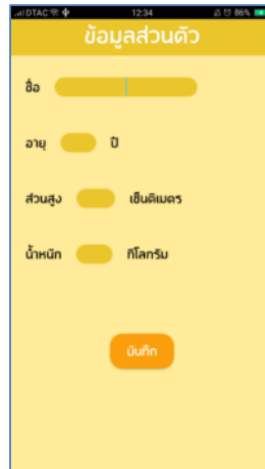 DTAC 12:34 86%
ข้อมูลส่วนตัว
ชื่อ
อายุ ปี
ส่วนสูง เซ็นติเมตร
น้ำหนัก กิโลกรัม
บันทึก